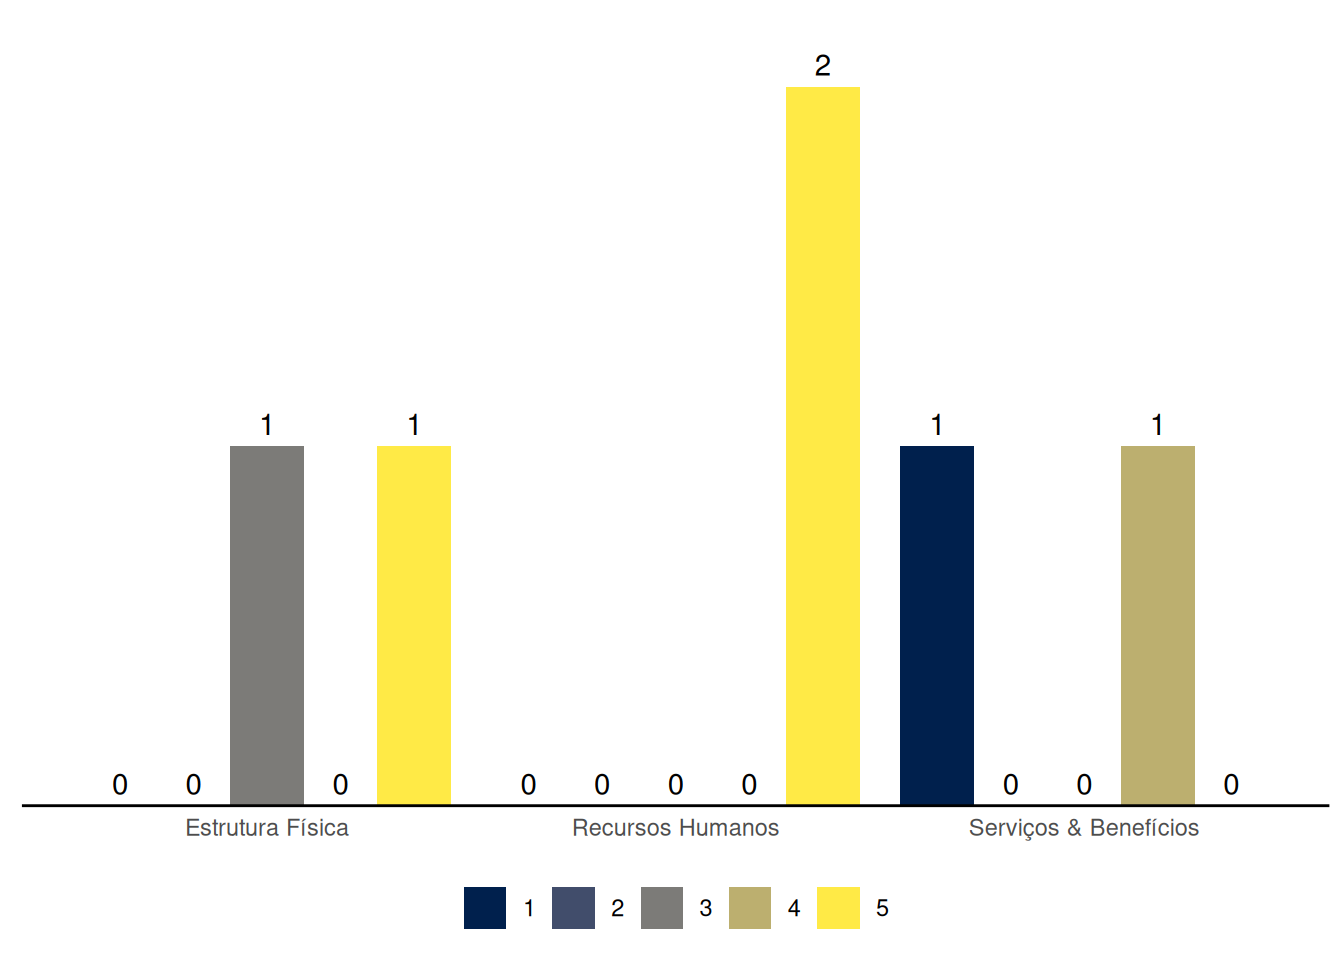 2
1 1 1 1
0 0 0 0 0 0 0 0 0 0
Estrutura Física Recursos Humanos Serviços & Benefícios
1 2 3 4 5